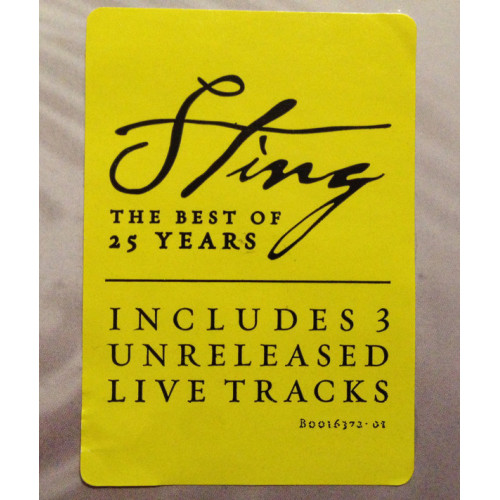 Sting
THE BEST OF
25 YEARS
INCLUDES 3
UNRELEASED
LIVE TRACKS
B0016372-01